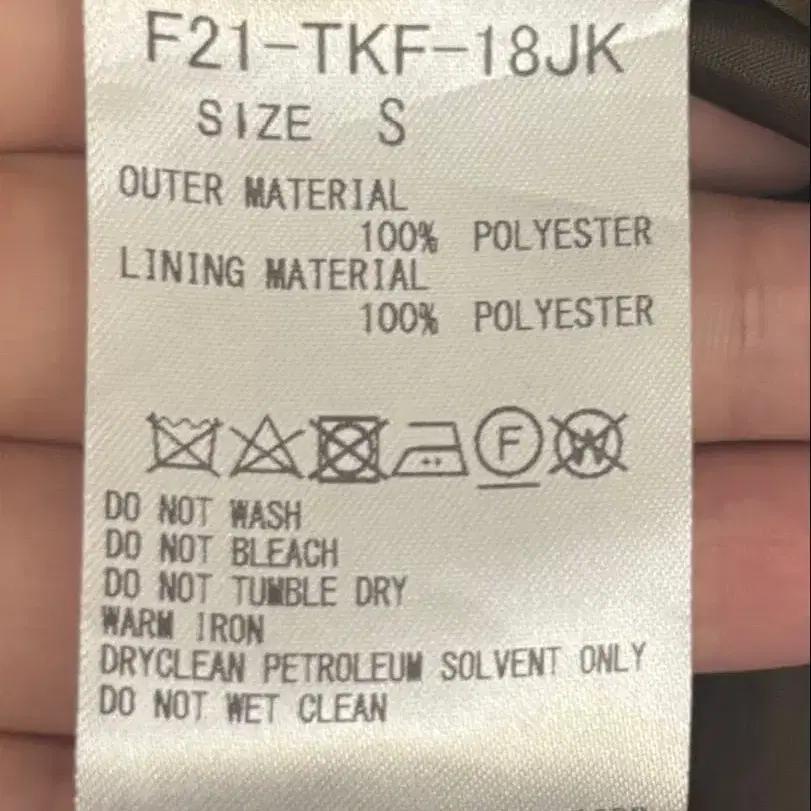 F21-TKF-18JK
SIZE S
OUTER MATERIAL
100% POLYESTER
LINING MATERIAL
100% POLYESTER
F W
DO NOT WASH
DO NOT BLEACH
DO NOT TUMBLE DRY
WARM IRON
DRYCLEAN PETROLEUM SOLVENT ONLY
DO NOT WET CLEAN